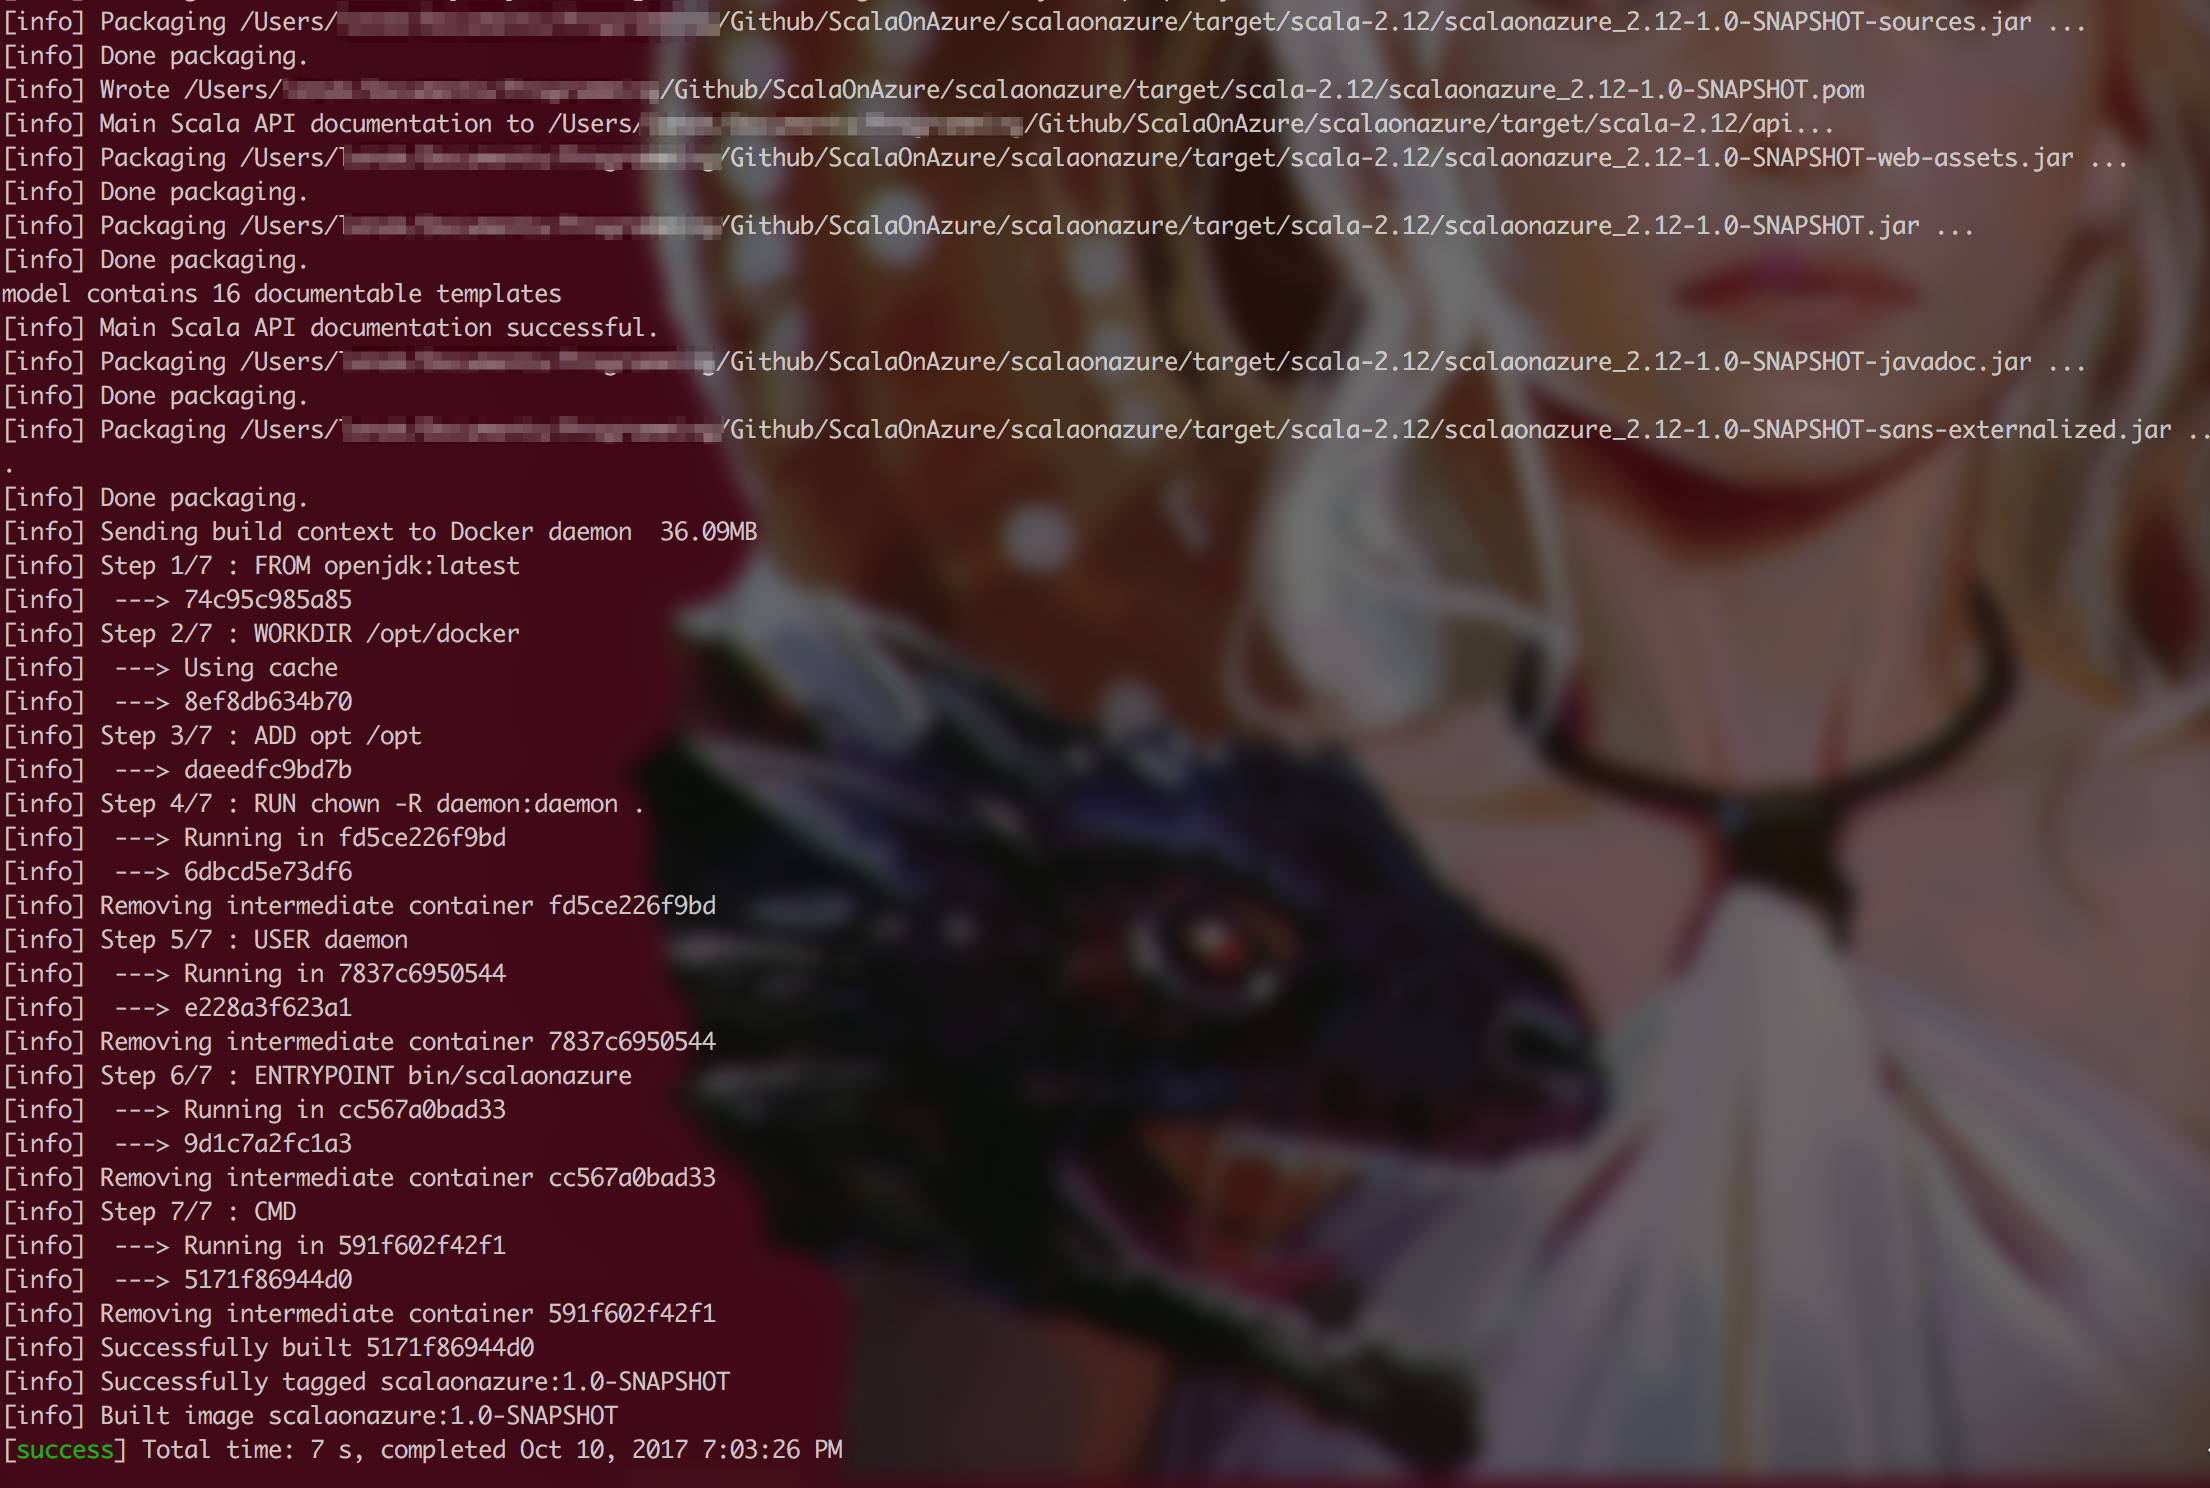 [info] Packaging /Users/ /Github/ScalaOnAzure/scalaonazure/target/scala-2.12/scalaonazure_2.12-1.0-SNAPSHOT-sources.jar ...
[info] Done packaging.
[info] Wrote /Users/ /Github/ScalaOnAzure/scalaonazure/target/scala-2.12/scalaonazure_2.12-1.0-SNAPSHOT.pom
[info] Main Scala API documentation to /Users/ /Github/ScalaOnAzure/scalaonazure/target/scala-2.12/api...
[info] Packaging /Users/ /Github/ScalaOnAzure/scalaonazure/target/scala-2.12/scalaonazure_2.12-1.0-SNAPSHOT-web-assets.jar ...
[info] Done packaging.
[info] Packaging /Users/ /Github/ScalaOnAzure/scalaonazure/target/scala-2.12/scalaonazure_2.12-1.0-SNAPSHOT.jar ...
[info] Done packaging.
model contains 16 documentable templates
[info] Main Scala API documentation successful.
[info] Packaging /Users/ /Github/ScalaOnAzure/scalaonazure/target/scala-2.12/scalaonazure_2.12-1.0-SNAPSHOT-javadoc.jar ...
[info] Done packaging.
[info] Packaging /Users/ /Github/ScalaOnAzure/scalaonazure/target/scala-2.12/scalaonazure_2.12-1.0-SNAPSHOT-sans-externalized.jar ..
.
[info] Done packaging.
[info] Sending build context to Docker daemon  36.09MB
[info] Step 1/7 : FROM openjdk:latest
[info]  ---> 74c95c985a85
[info] Step 2/7 : WORKDIR /opt/docker
[info]  ---> Using cache
[info]  ---> 8ef8db634b70
[info] Step 3/7 : ADD opt /opt
[info]  ---> daeedfc9bd7b
[info] Step 4/7 : RUN chown -R daemon:daemon .
[info]  ---> Running in fd5ce226f9bd
[info]  ---> 6dbcd5e73df6
[info] Removing intermediate container fd5ce226f9bd
[info] Step 5/7 : USER daemon
[info]  ---> Running in 7837c6950544
[info]  ---> e228a3f623a1
[info] Removing intermediate container 7837c6950544
[info] Step 6/7 : ENTRYPOINT bin/scalaonazure
[info]  ---> Running in cc567a0bad33
[info]  ---> 9d1c7a2fc1a3
[info] Removing intermediate container cc567a0bad33
[info] Step 7/7 : CMD
[info]  ---> Running in 591f602f42f1
[info]  ---> 5171f86944d0
[info] Removing intermediate container 591f602f42f1
[info] Successfully built 5171f86944d0
[info] Successfully tagged scalaonazure:1.0-SNAPSHOT
[info] Built image scalaonazure:1.0-SNAPSHOT
[success] Total time: 7 s, completed Oct 10, 2017 7:03:26 PM